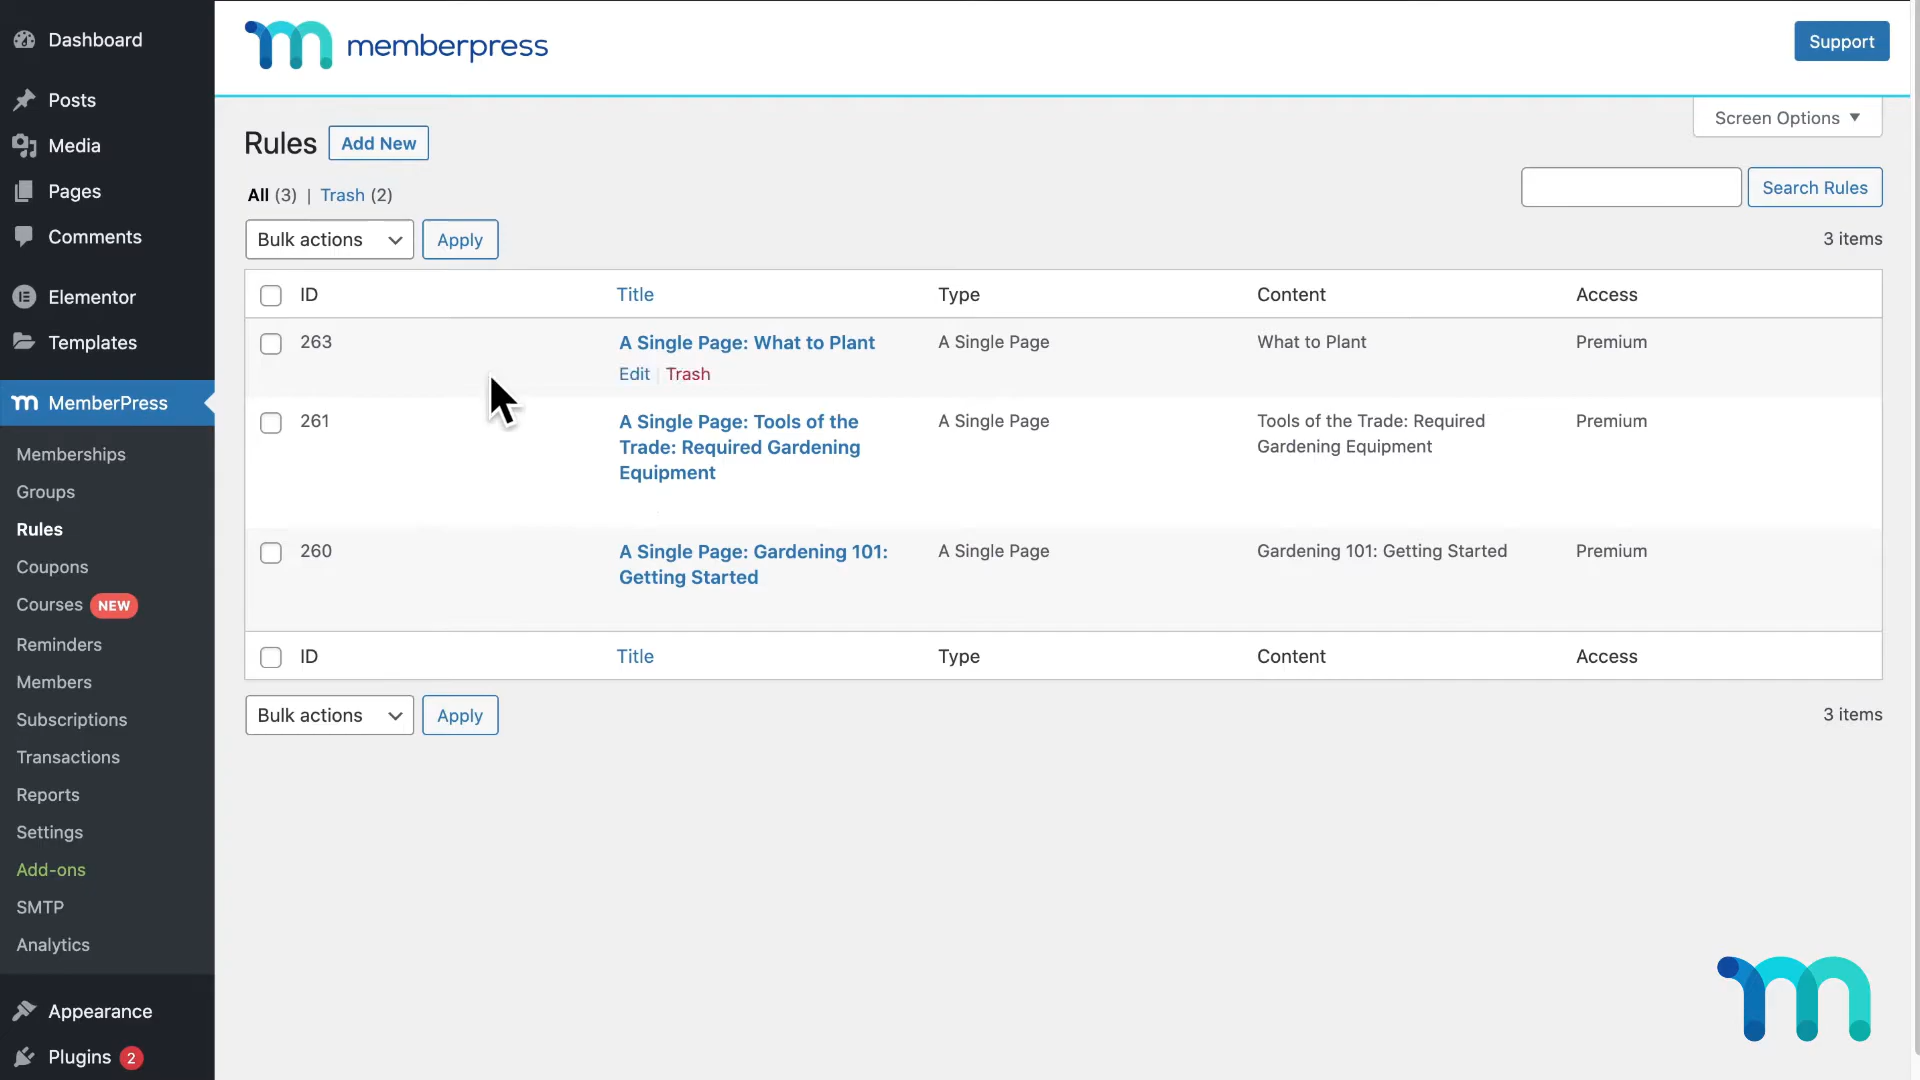 Dashboard
Posts
Media
Pages
Comments
Elementor
Templates
MemberPress
Memberships
Groups
Rules
Coupons
Courses NEW
Reminders
Members
Subscriptions
Transactions
Reports
Settings
Add-ons
SMTP
Analytics
Appearance
Plugins 2
memberpress
Support
Screen Options ▼
Rules Add New
All (3) | Trash (2)
Search Rules
Bulk actions Apply
3 items
ID Title Type Content Access
263 A Single Page: What to Plant A Single Page What to Plant Premium
Edit | Trash
261 A Single Page: Tools of the A Single Page Tools of the Trade: Required Premium
Trade: Required Gardening Gardening Equipment
Equipment
260 A Single Page: Gardening 101: A Single Page Gardening 101: Getting Started Premium
Getting Started
ID Title Type Content Access
Bulk actions Apply
3 items